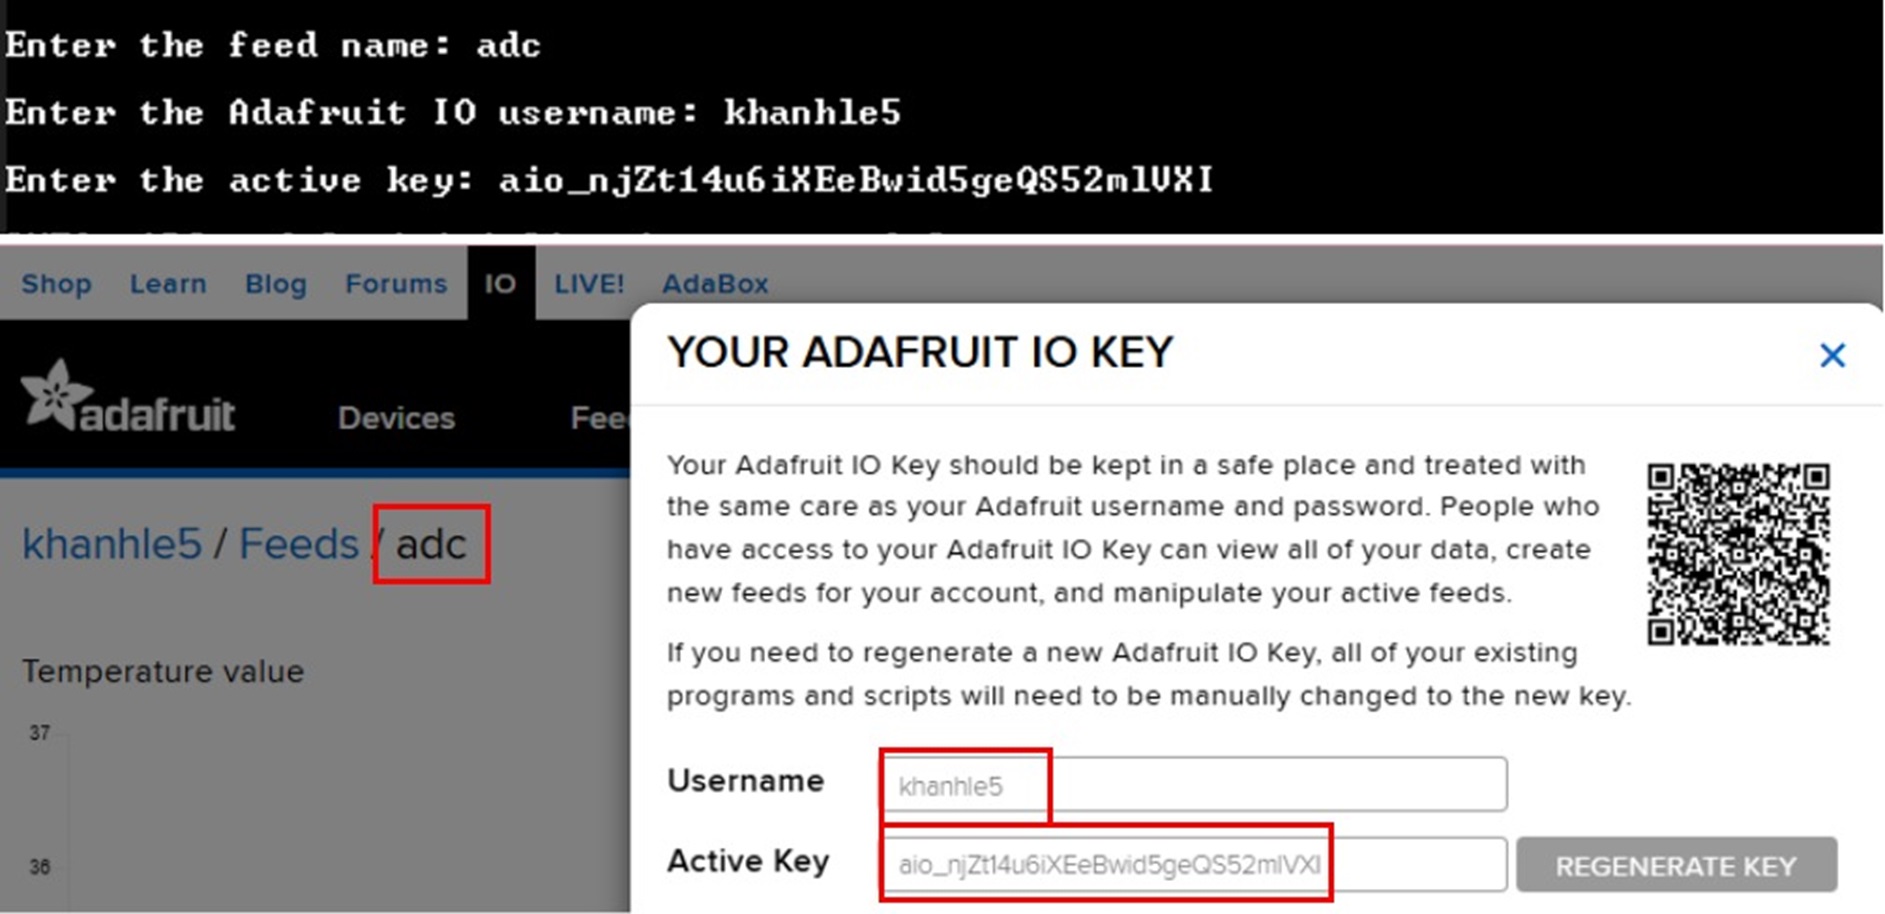 Enter the feed name: adc
Enter the Adafruit IO username: khanhle5
Enter the active key: aio_njZt14u6iXEeBwid5geQS52mlVXI
Shop Learn Blog Forums IO LIVE! AdaBox
YOUR ADAFRUIT IO KEY
adafruit Devices Fee
Your Adafruit IO Key should be kept in a safe place and treated with
the same care as your Adafruit username and password. People who
have access to your Adafruit IO Key can view all of your data, create
new feeds for your account, and manipulate your active feeds.
khanhle5 / Feeds / adc
If you need to regenerate a new Adafruit IO Key, all of your existing
programs and scripts will need to be manually changed to the new key.
Temperature value
37
Username khanhle5
Active Key aio_njZt14u6iXEeBwid5geQS52mlVXI REGENERATE KEY
36